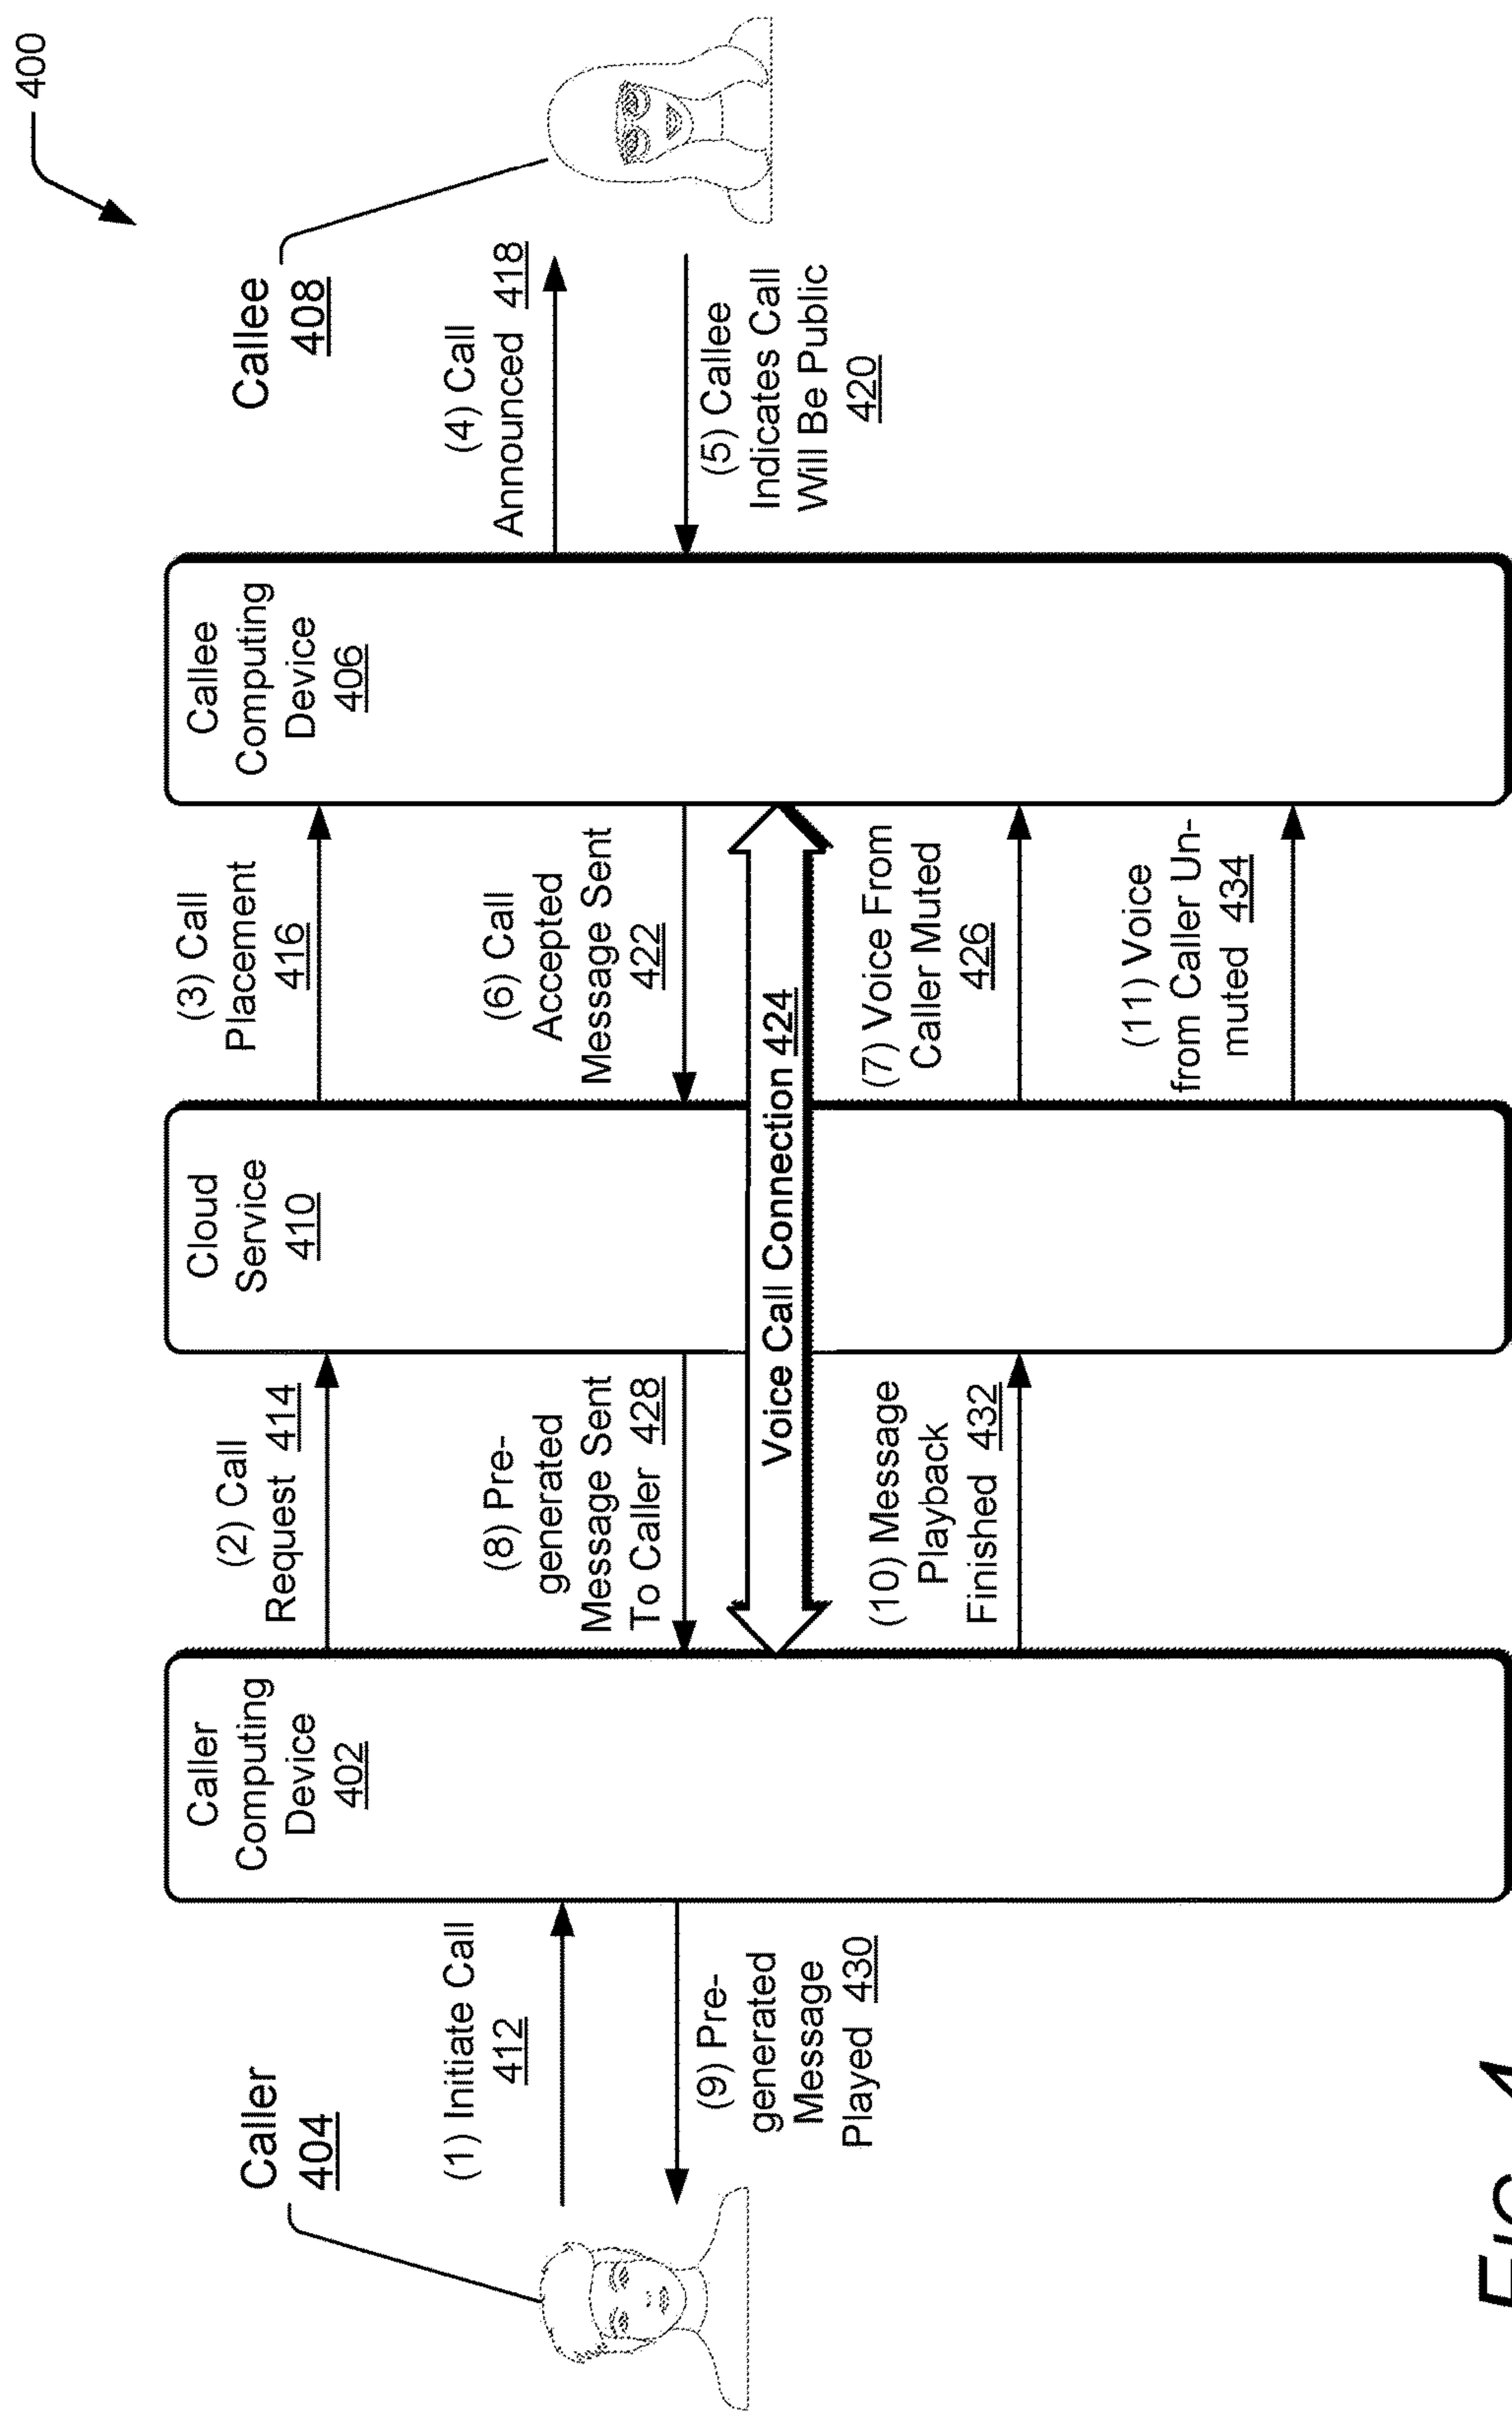 400
Caller
404
Callee
408
Caller
Computing
Device
402
Cloud
Service
410
Callee
Computing
Device
406
(1) Initiate Call
412
(2) Call
Request 414
(3) Call
Placement
416
(4) Call
Announced 418
(5) Callee
Indicates Call
Will Be Public
420
(6) Call
Accepted
Message Sent
422
Voice Call Connection 424
(7) Voice From
Caller Muted
426
(8) Pre-
generated
Message Sent
To Caller 428
(9) Pre-
generated
Message
Played 430
(10) Message
Playback
Finished 432
(11) Voice
from Caller Un-
muted 434
FIG. 4